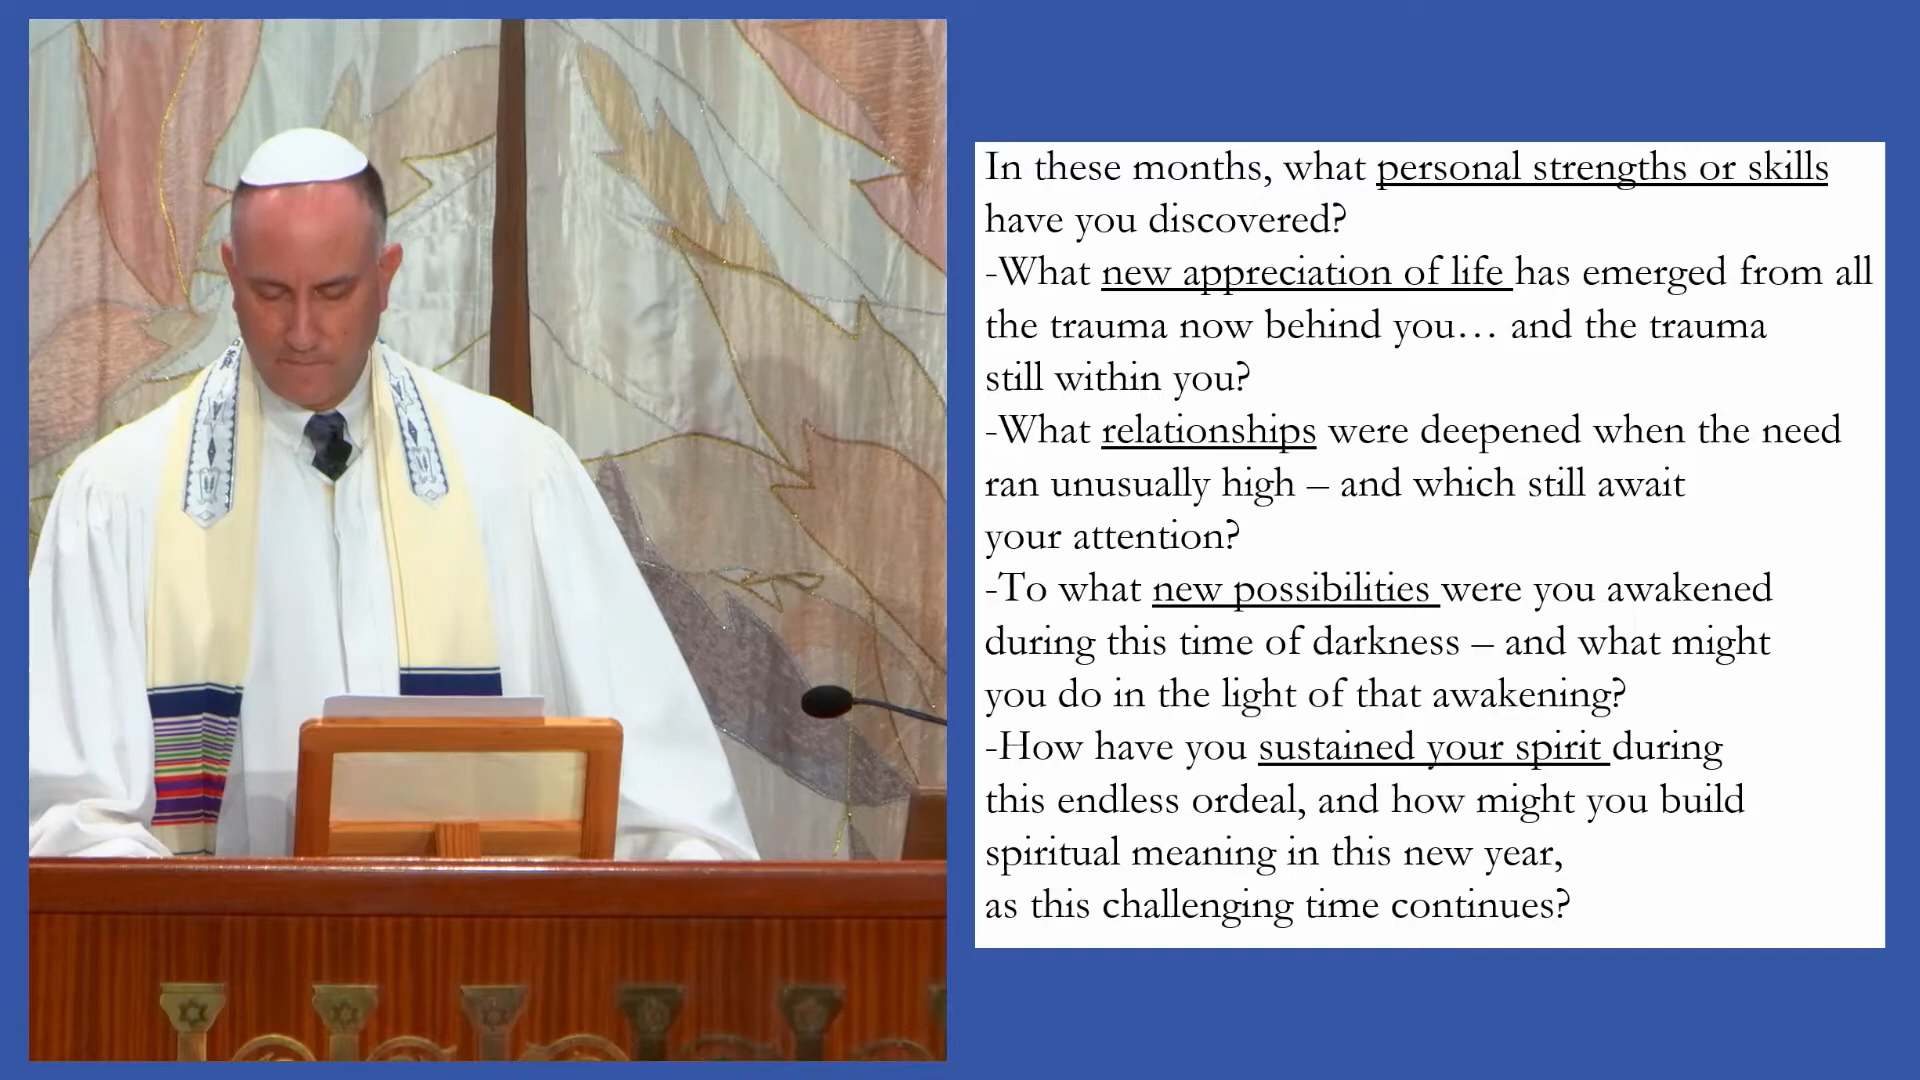 In these months, what personal strengths or skills
have you discovered?
-What new appreciation of life has emerged from all
the trauma now behind you… and the trauma
still within you?
-What relationships were deepened when the need
ran unusually high – and which still await
your attention?
-To what new possibilities were you awakened
during this time of darkness – and what might
you do in the light of that awakening?
-How have you sustained your spirit during
this endless ordeal, and how might you build
spiritual meaning in this new year,
as this challenging time continues?